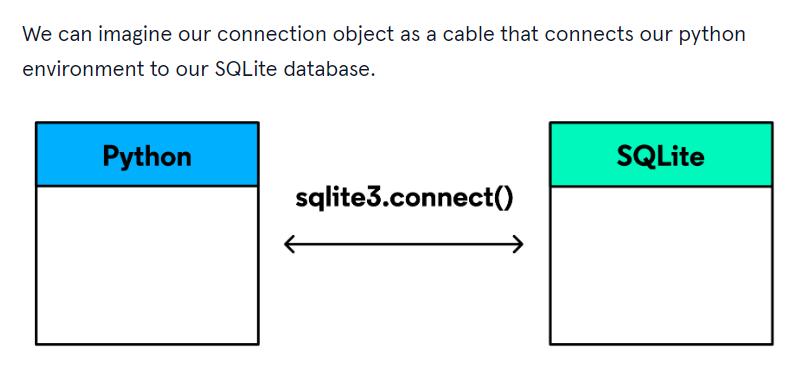 We can imagine our connection object as a cable that connects our python
environment to our SQLite database.
Python
SQLite
sqlite3.connect()